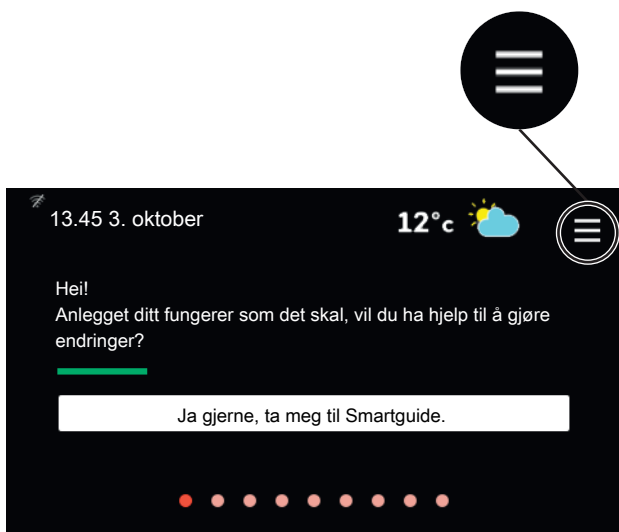 13.45 3. oktober
12°c
Hei!
Anlegget ditt fungerer som det skal, vil du ha hjelp til å gjøre
endringer?
Ja gjerne, ta meg til Smartguide.